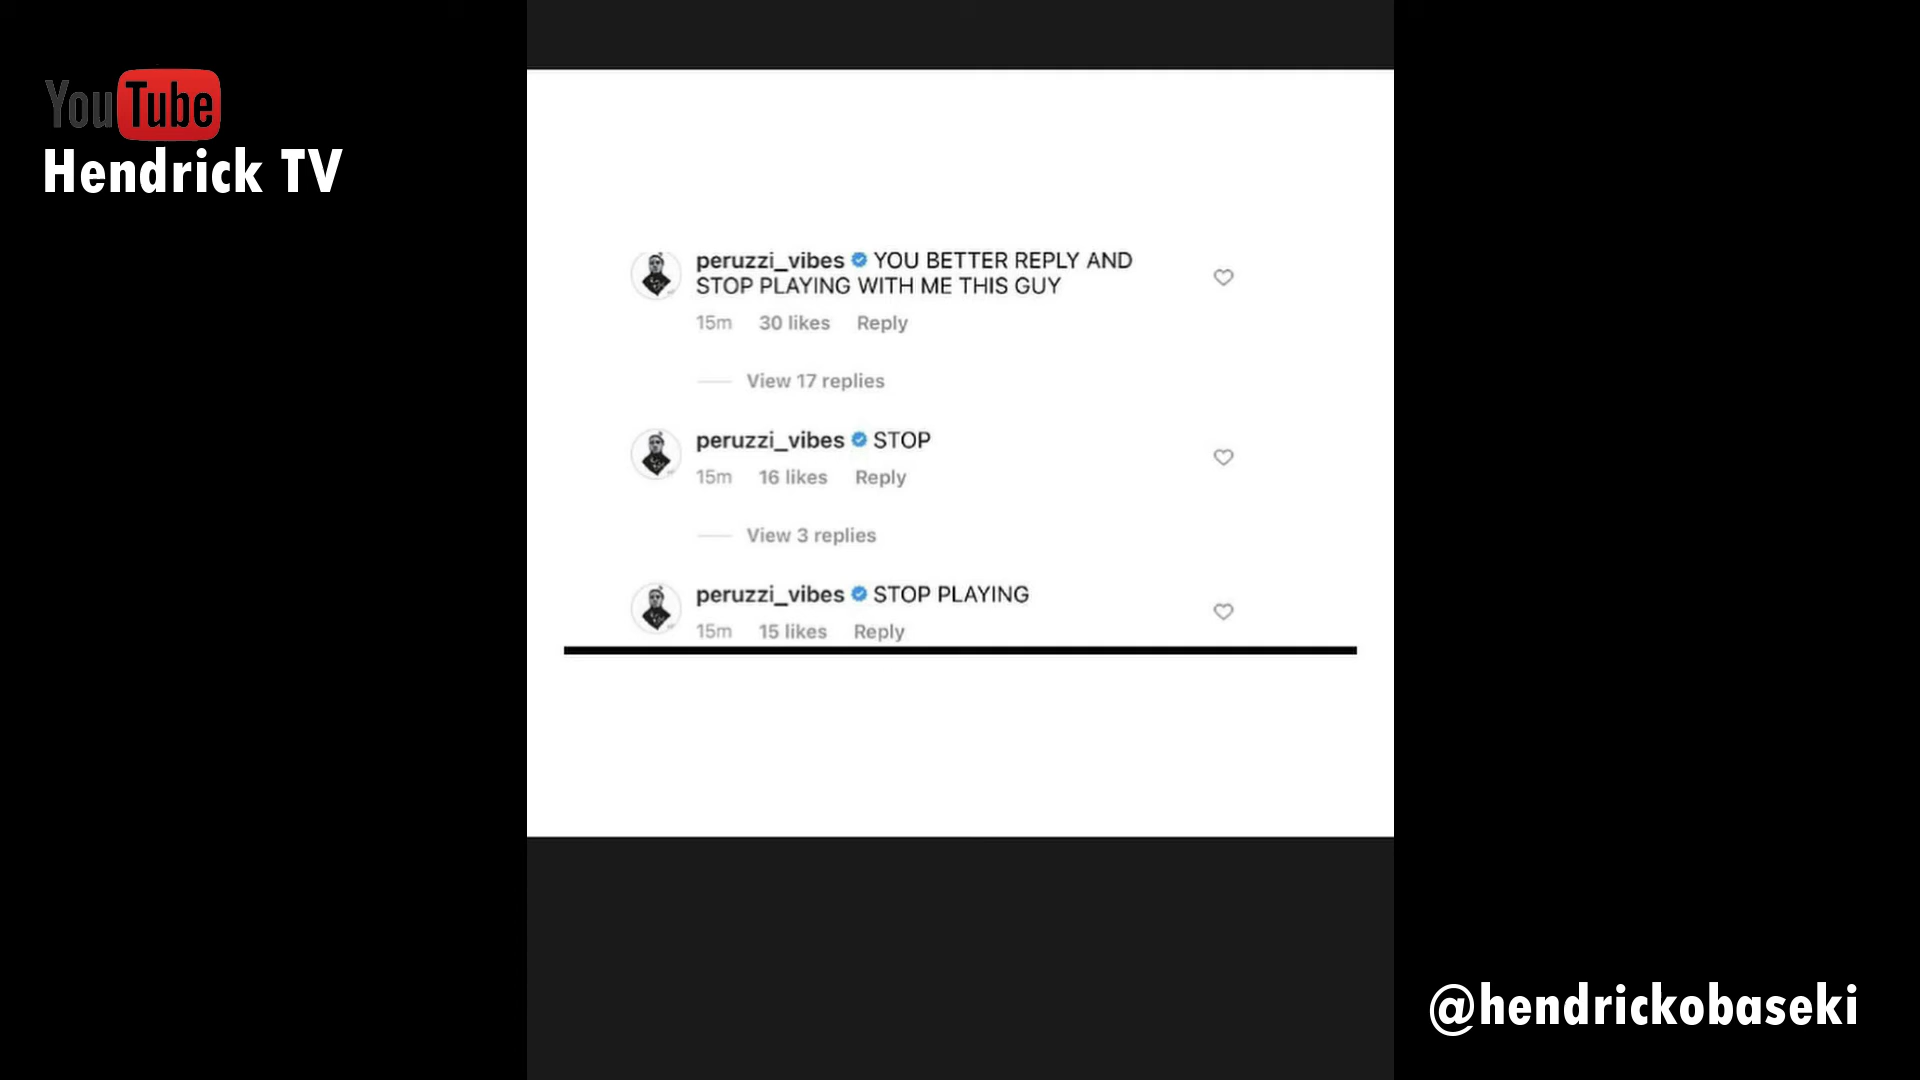 YouTube
Hendrick TV
peruzzi_vibes YOU BETTER REPLY AND
STOP PLAYING WITH ME THIS GUY
15m 30 likes Reply
View 17 replies
peruzzi_vibes STOP
15m 16 likes Reply
View 3 replies
peruzzi_vibes STOP PLAYING
15m 15 likes Reply
@hendrickobaseki